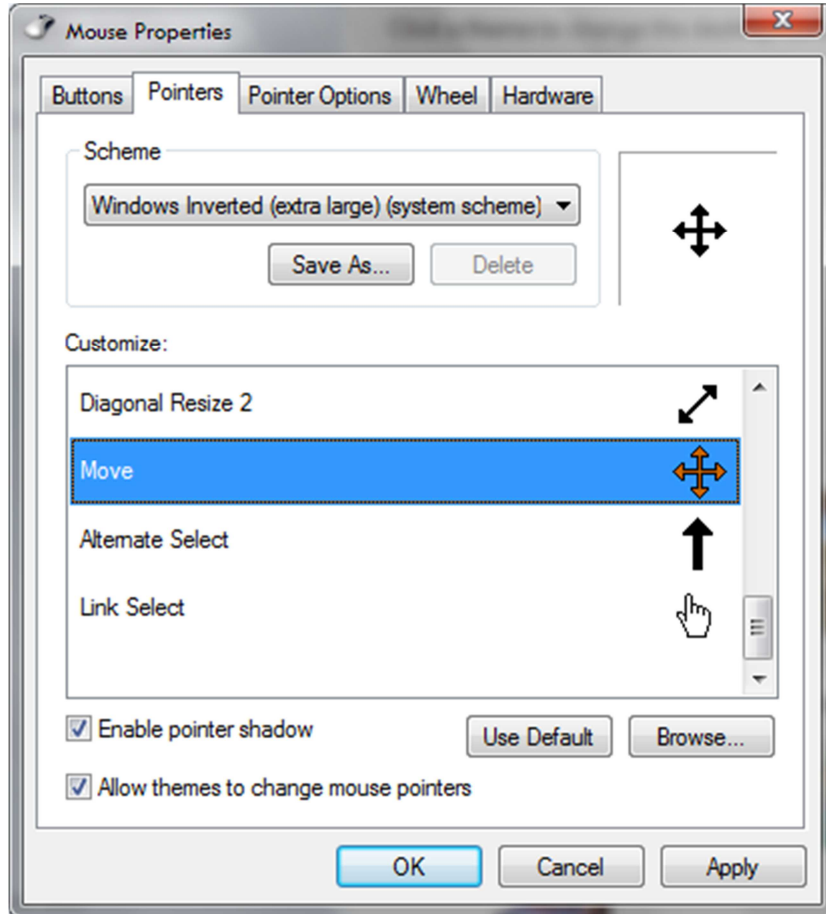 Mouse Properties
Buttons Pointers Pointer Options Wheel Hardware
Scheme
Windows Inverted (extra large) (system scheme)
Save As... Delete
Customize:
Diagonal Resize 2
Move
Alternate Select
Link Select
Enable pointer shadow
Use Default Browse...
Allow themes to change mouse pointers
OK Cancel Apply